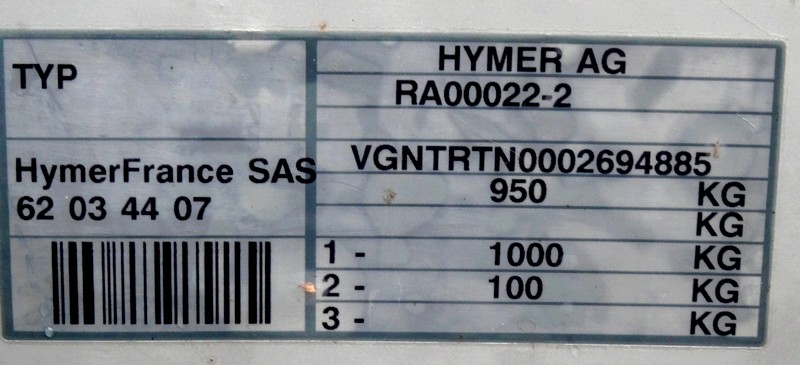 TYP
HymerFrance SAS
62 03 44 07
HYMER AG
RA00022-2
VGNTRTN0002694885
950 KG
KG
1 - 1000 KG
2 - 100 KG
3 - KG